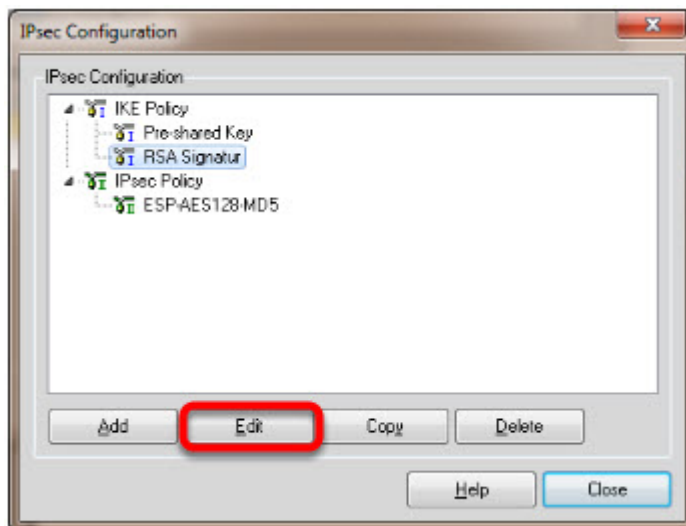 IPsec Configuration
IPsec Configuration
IKE Policy
Pre-shared Key
RSA Signatur
IPsec Policy
ESP-AES128-MD5
Add Edit Copy Delete
Help Close